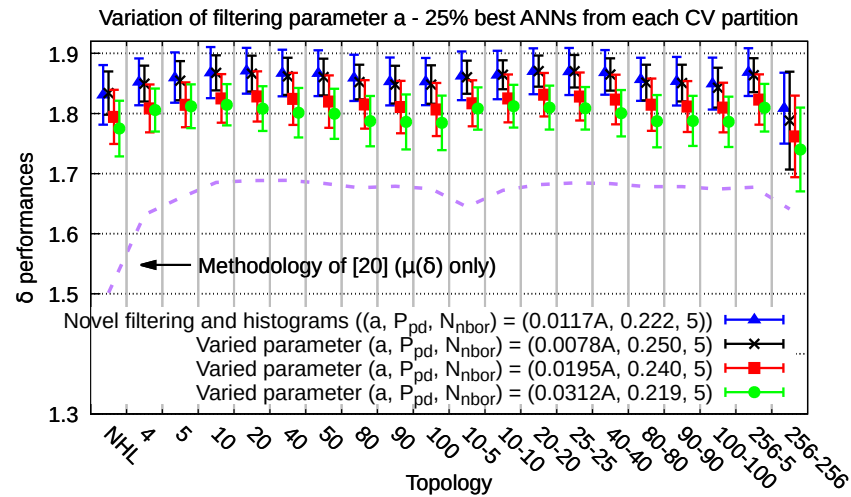 Variation of filtering parameter a - 25% best ANNs from each CV partition
1.9
1.8
1.7
1.6
1.5
1.3
δ performances
Methodology of [20] (μ(δ) only)
Novel filtering and histograms ((a, Ppd, Nnbor) = (0.0117A, 0.222, 5))
Varied parameter (a, Ppd, Nnbor) = (0.0078A, 0.250, 5)
Varied parameter (a, Ppd, Nnbor) = (0.0195A, 0.240, 5)
Varied parameter (a, Ppd, Nnbor) = (0.0312A, 0.219, 5)
NHL
4
5
10
20
40
50
80
90
100
10-5
10-10
20-20
25-25
40-40
80-80
90-90
100-100
256-5
256-256
Topology